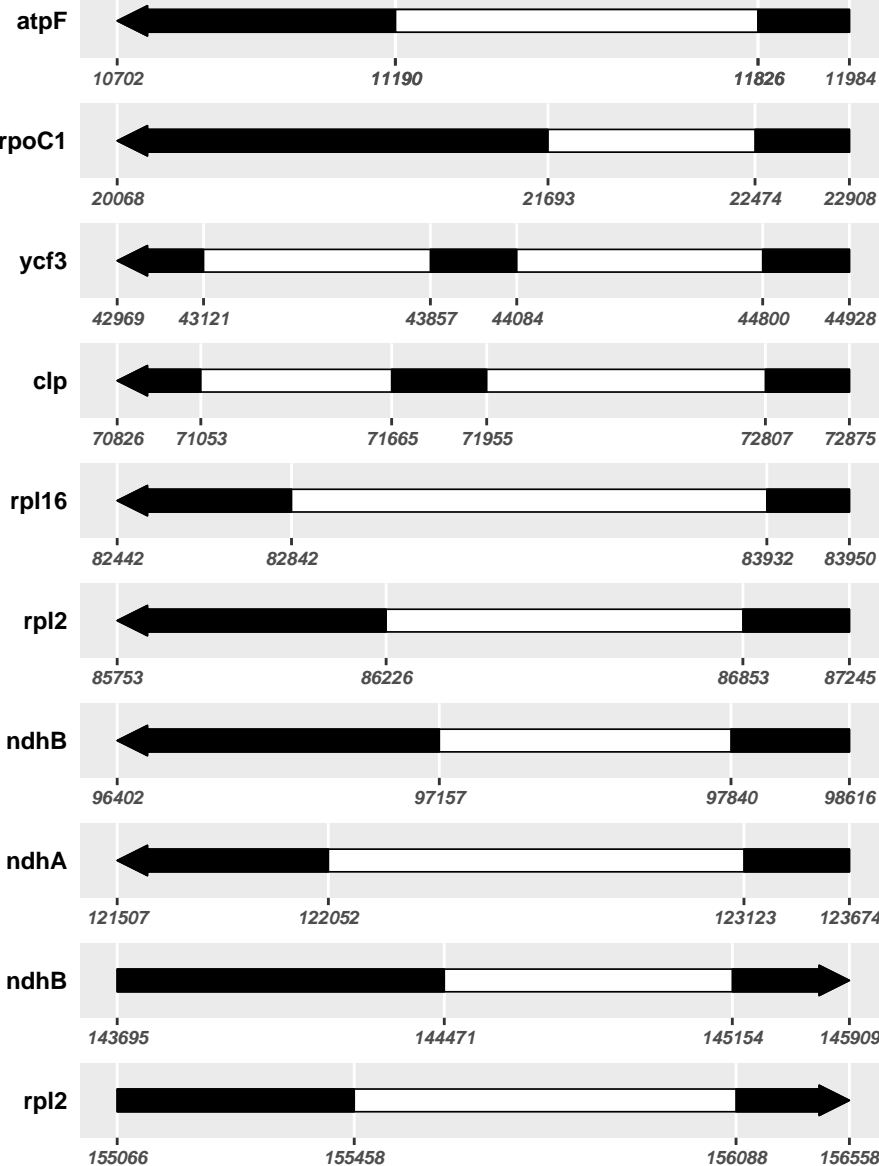 atpF
10702 11190 11826 11984
rpoC1
20068 21693 22474 22908
ycf3
42969 43121 43857 44084 44800 44928
clp
70826 71053 71665 71955 72807 72875
rpl16
82442 82842 83932 83950
rpl2
85753 86226 86853 87245
ndhB
96402 97157 97840 98616
ndhA
121507 122052 123123 123674
ndhB
143695 144471 145154 145909
rpl2
155066 155458 156088 156558